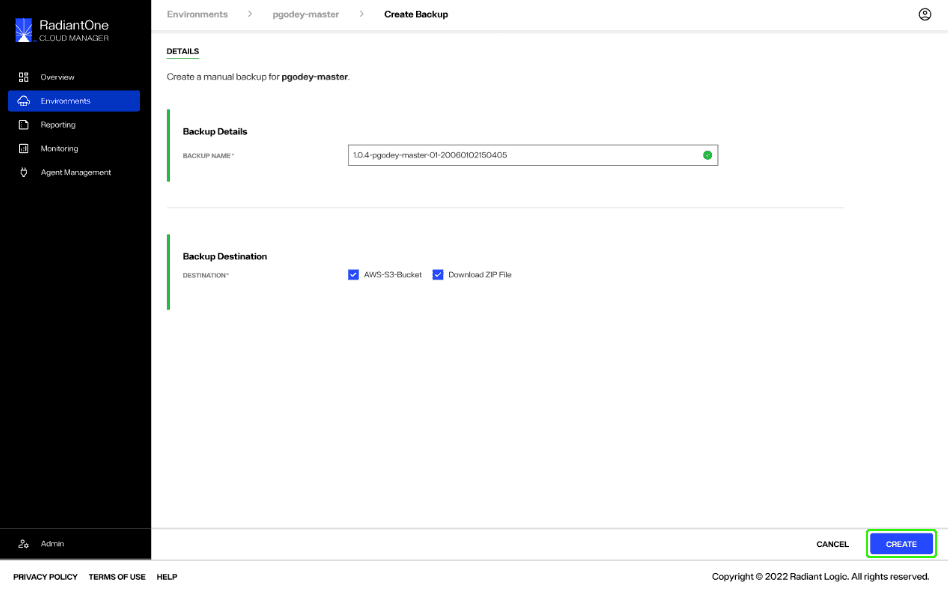 RadiantOne
CLOUD MANAGER
Environments > pgodey-master > Create Backup
Overview
Environments
Reporting
Monitoring
Agent Management
DETAILS
Create a manual backup for pgodey-master.
Backup Details
BACKUP NAME* 1.0.4-pgodey-master-01-20060102150405
Backup Destination
DESTINATION* AWS-S3-Bucket Download ZIP File
Admin
CANCEL CREATE
PRIVACY POLICY TERMS OF USE HELP
Copyright © 2022 Radiant Logic. All rights reserved.